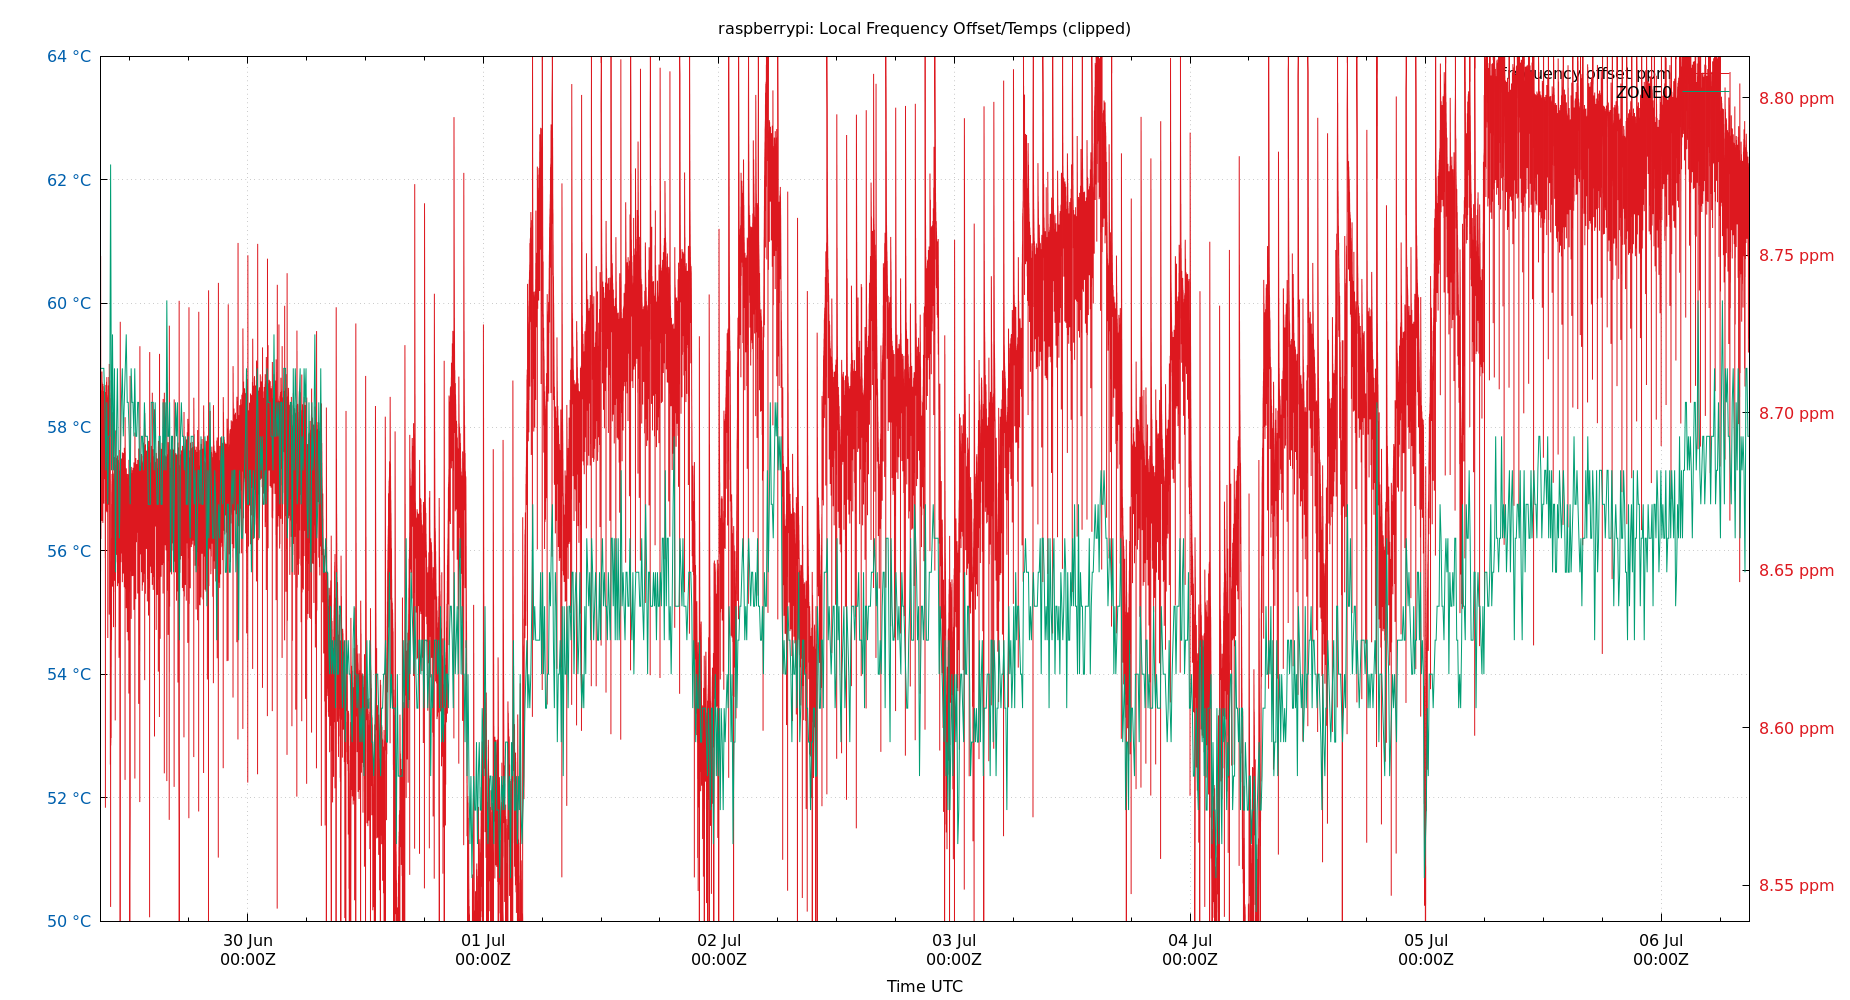 raspberrypi: Local Frequency Offset/Temps (clipped)
64 °C
62 °C
60 °C
58 °C
56 °C
54 °C
52 °C
50 °C
frequency offset ppm
ZONE0
8.80 ppm
8.75 ppm
8.70 ppm
8.65 ppm
8.60 ppm
8.55 ppm
30 Jun
00:00Z
01 Jul
00:00Z
02 Jul
00:00Z
03 Jul
00:00Z
04 Jul
00:00Z
05 Jul
00:00Z
06 Jul
00:00Z
Time UTC